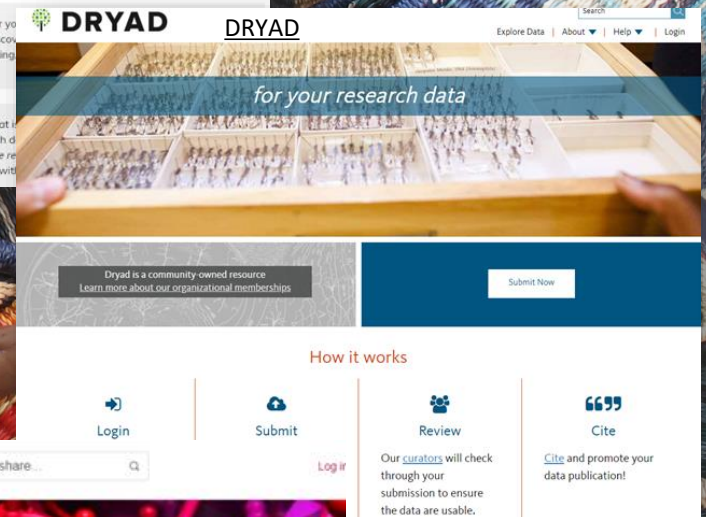 DRYAD
DRYAD
Search
Explore Data | About | Help | Login
for your research data
Dryad is a community-owned resource
Learn more about our organizational memberships
Submit Now
How it works
Login
Submit
Review
Cite
Our curators will check
through your
submission to ensure
the data are usable.
Cite and promote your
data publication!
share...
Log in